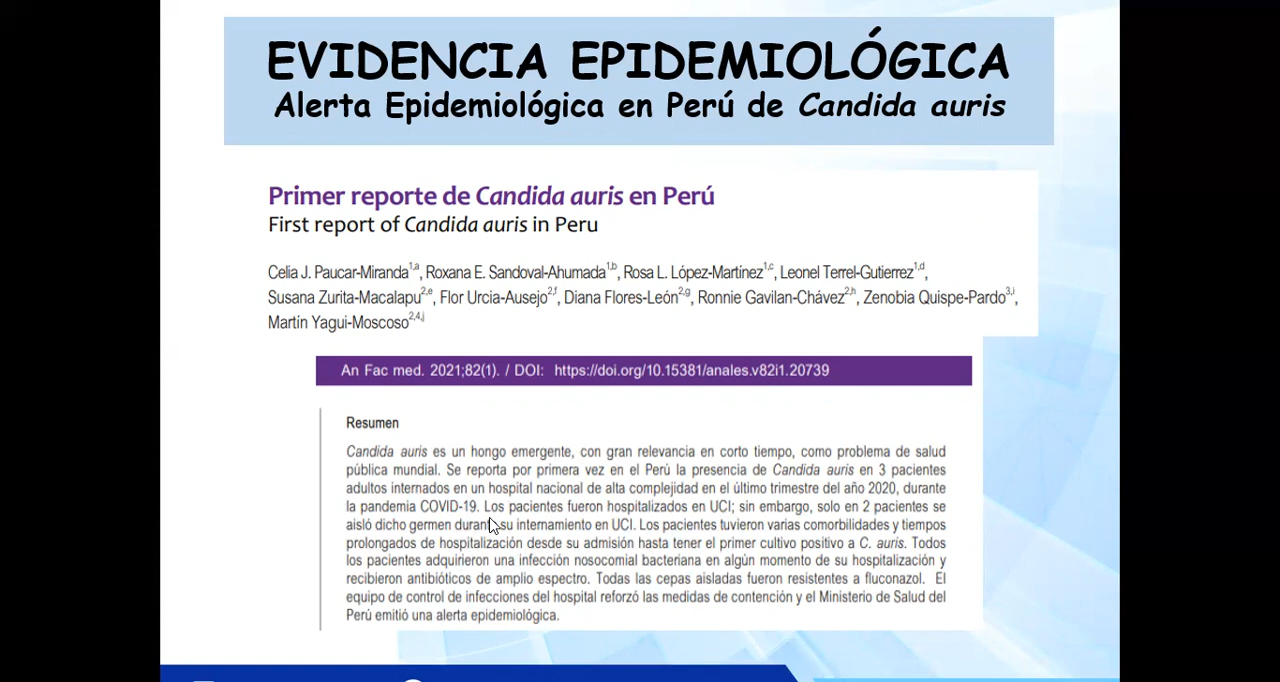 EVIDENCIA EPIDEMIOLÓGICA
Alerta Epidemiológica en Perú de Candida auris
Primer reporte de Candida auris en Perú
First report of Candida auris in Peru
Celia J. Paucar-Miranda1,a, Roxana E. Sandoval-Ahumada1,b, Rosa L. López-Martínez1,c, Leonel Terrel-Gutierrez1,d,
Susana Zurita-Macalapu2,e, Flor Urcia-Ausejo2,f, Diana Flores-León2,g, Ronnie Gavilan-Chávez2,h, Zenobia Quispe-Pardo3,i,
Martín Yagui-Moscoso2,4,j
An Fac med. 2021;82(1). / DOI: https://doi.org/10.15381/anales.v82i1.20739
Resumen
Candida auris es un hongo emergente, con gran relevancia en corto tiempo, como problema de salud
pública mundial. Se reporta por primera vez en el Perú la presencia de Candida auris en 3 pacientes
adultos internados en un hospital nacional de alta complejidad en el último trimestre del año 2020, durante
la pandemia COVID-19. Los pacientes fueron hospitalizados en UCI; sin embargo, solo en 2 pacientes se
aisló dicho germen durante su internamiento en UCI. Los pacientes tuvieron varias comorbilidades y tiempos
prolongados de hospitalización desde su admisión hasta tener el primer cultivo positivo a C. auris. Todos
los pacientes adquirieron una infección nosocomial bacteriana en algún momento de su hospitalización y
recibieron antibióticos de amplio espectro. Todas las cepas aisladas fueron resistentes a fluconazol. El
equipo de control de infecciones del hospital reforzó las medidas de contención y el Ministerio de Salud del
Perú emitió una alerta epidemiológica.